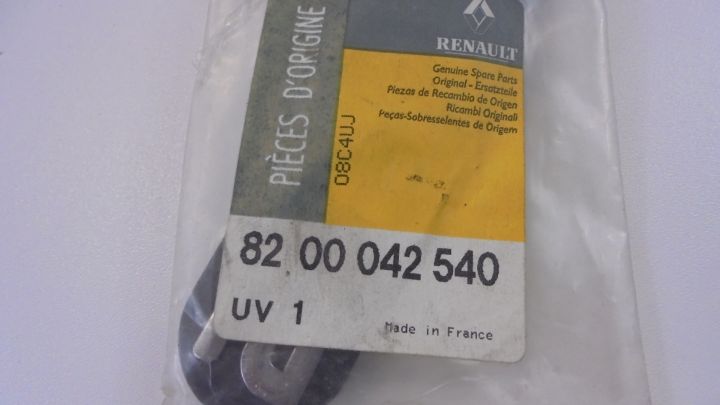 PIÈCES D'ORIGINE
RENAULT
Genuine Spare Parts
Original - Ersatzteile
Piezas de Recambio de Origen
Ricambi Originali
Peças-Sobresselentes de Origem
08C4UJ
82 00 042 540
UV 1
Made in France